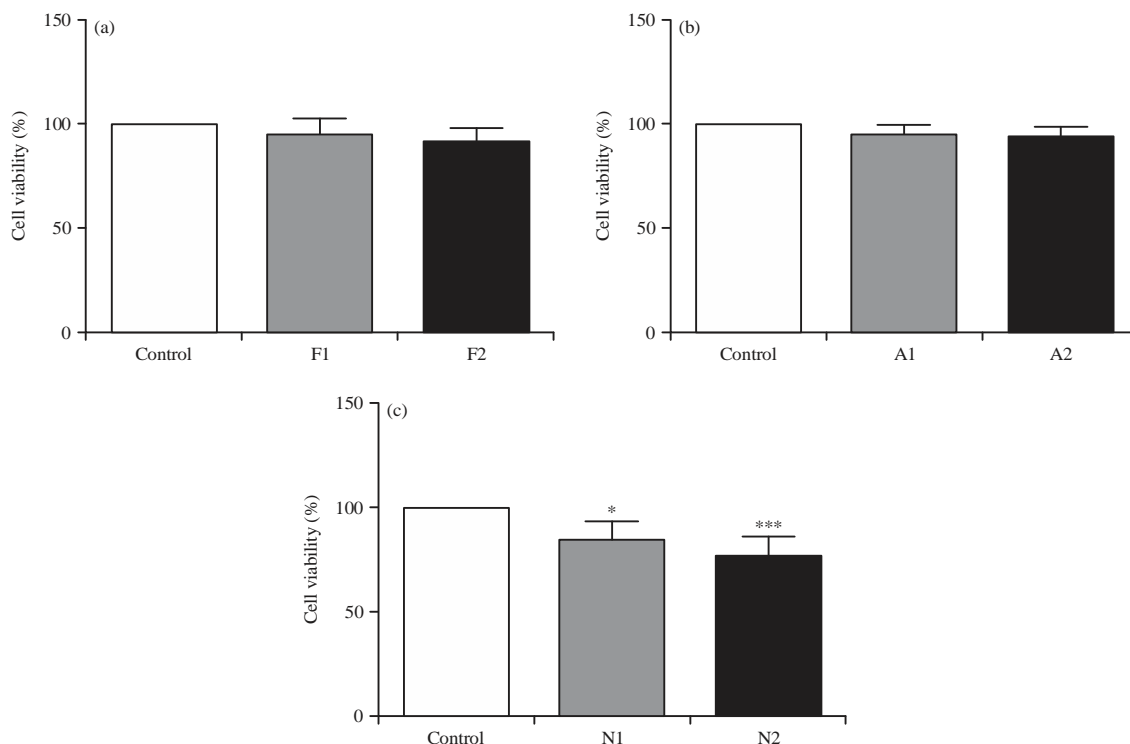 (a)
150
100
50
0
Cell viability (%)
Control F1 F2
(b)
150
100
50
0
Cell viability (%)
Control A1 A2
(c)
150
100
50
0
Cell viability (%)
*
***
Control N1 N2